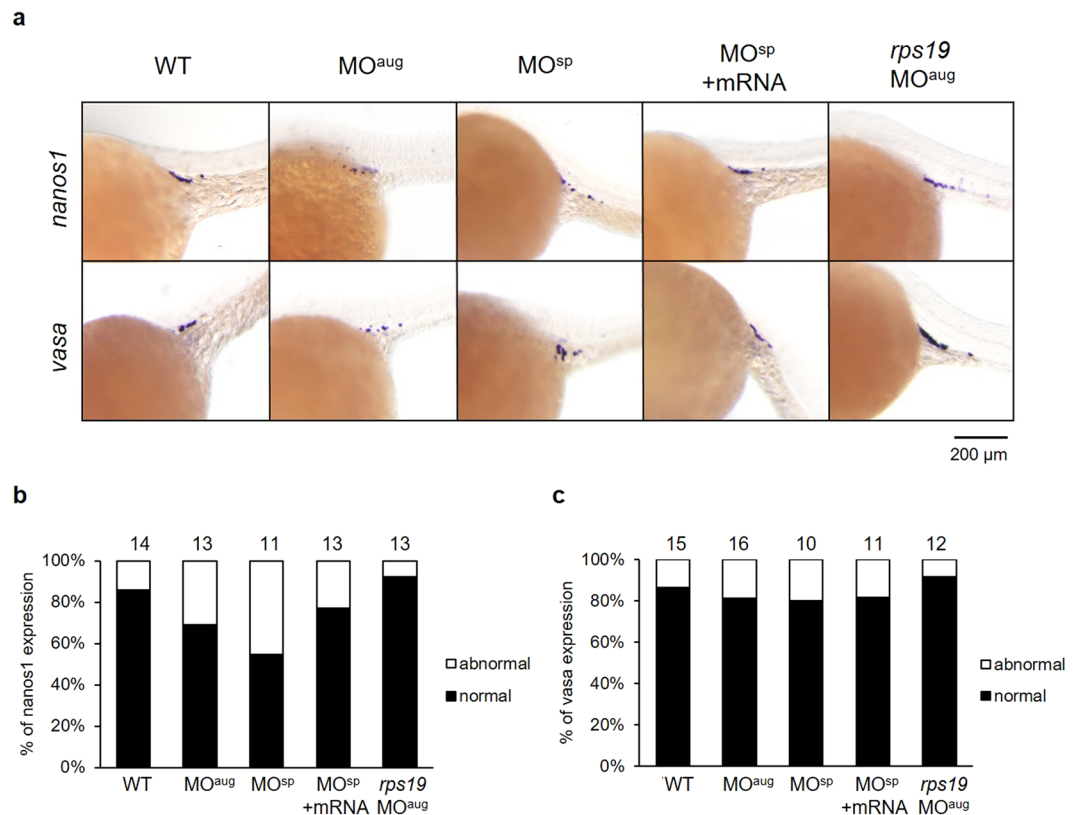 a
WT
MOaug
MOsp
MOsp
+mRNA
rps19
MOaug
nanos1
vasa
200 µm
b
14 13 11 13 13
100%
80%
60%
40%
20%
0%
% of nanos1 expression
WT
MOaug
MOsp
MOsp
+mRNA
rps19
MOaug
abnormal
normal
c
15 16 10 11 12
100%
80%
60%
40%
20%
0%
% of vasa expression
WT
MOaug
MOsp
MOsp
+mRNA
rps19
MOaug
abnormal
normal